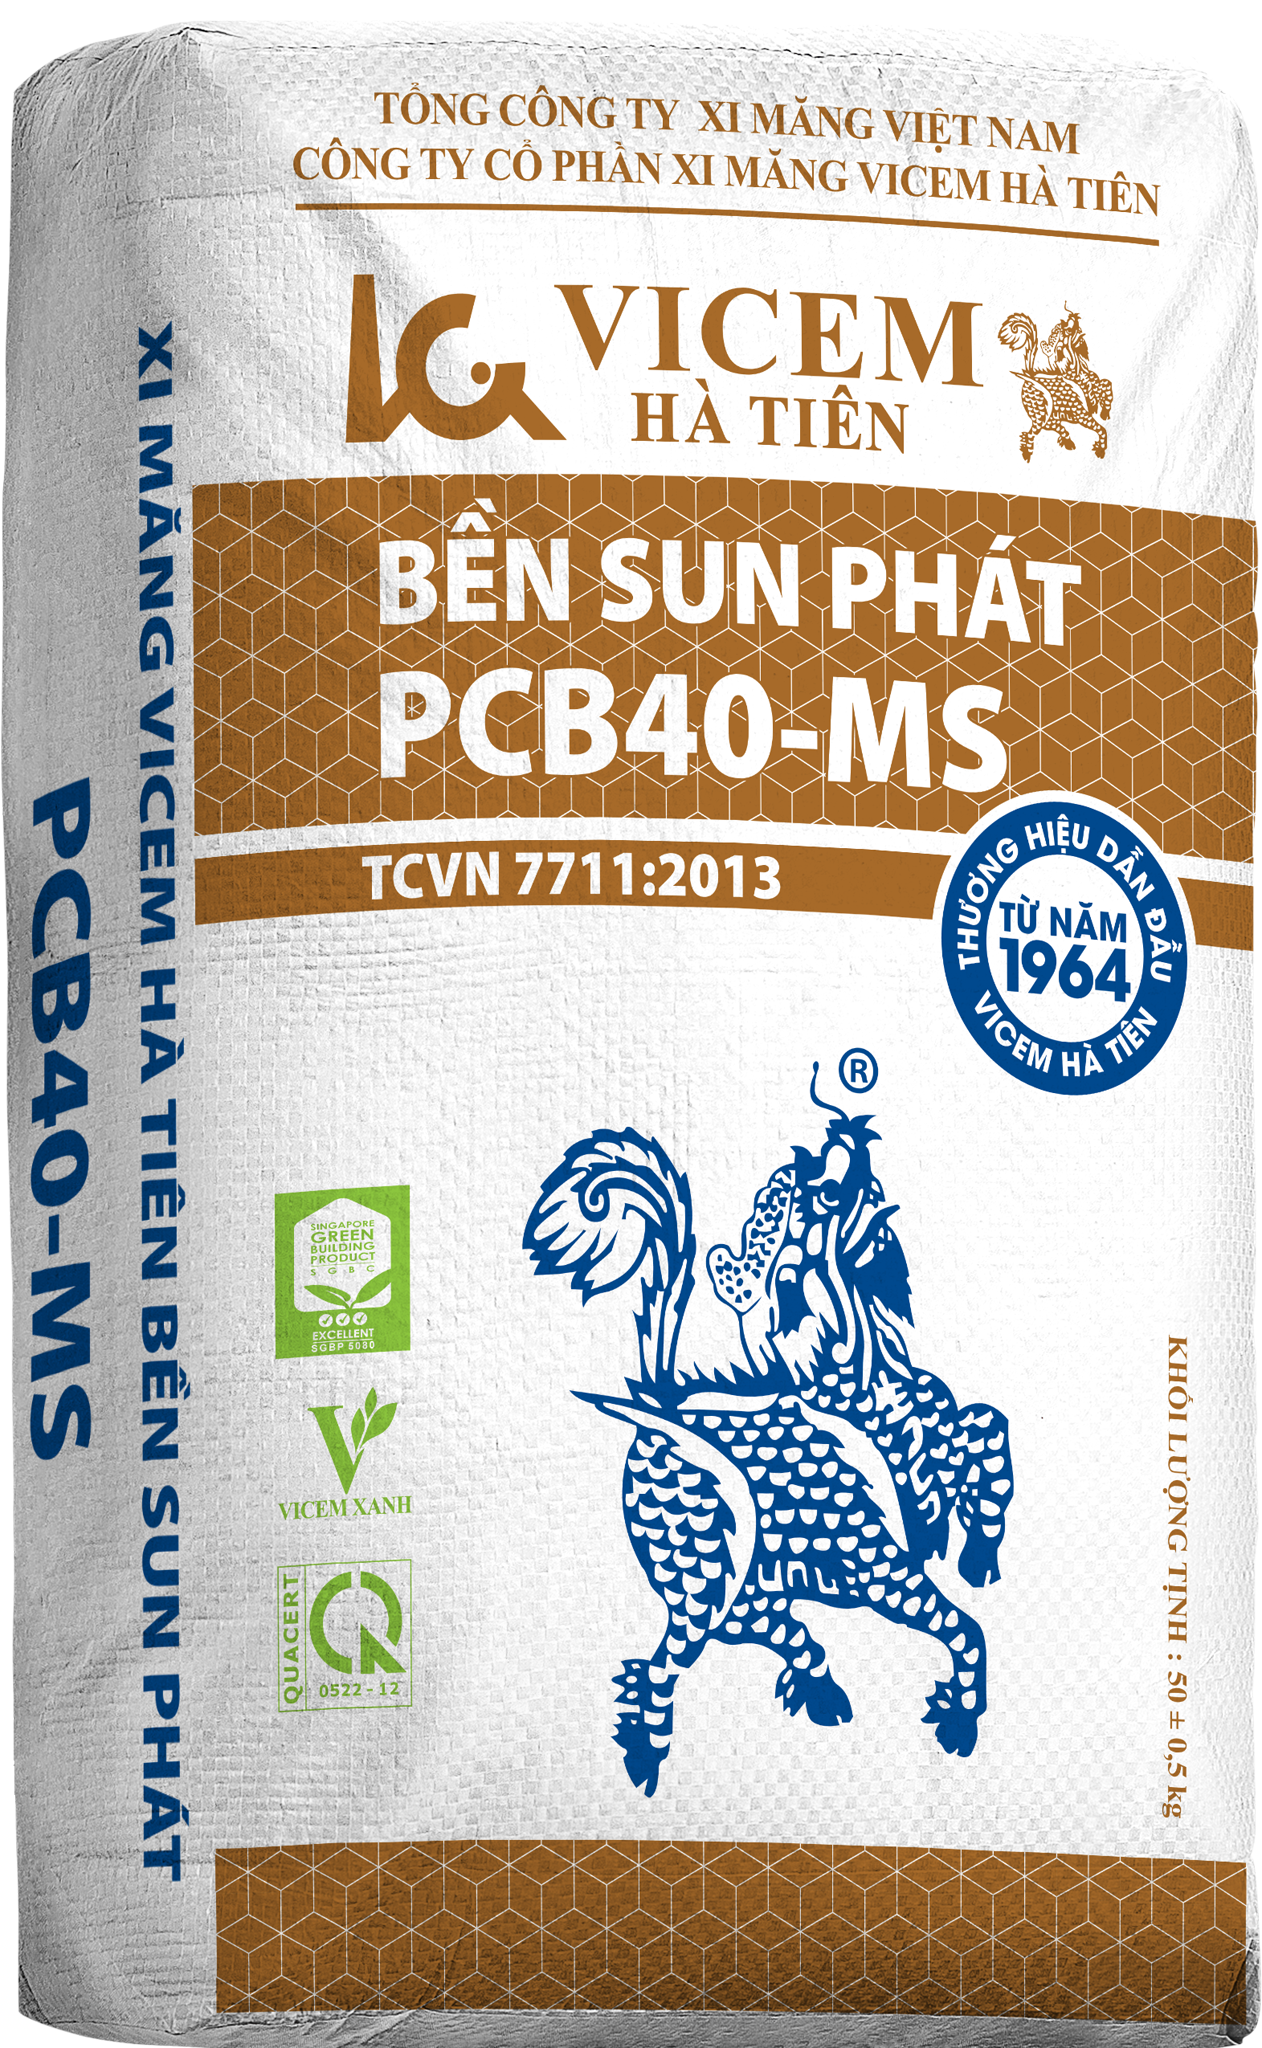 TỔNG CÔNG TY XI MĂNG VIỆT NAM
CÔNG TY CỔ PHẦN XI MĂNG VICEM HÀ TIÊN
VICEM
HÀ TIÊN
BỀN SUN PHÁT
PCB40-MS
TCVN 7711:2013
THƯƠNG HIỆU DẪN ĐẦU
TỪ NĂM
1964
VICEM HÀ TIÊN
®
SINGAPORE
GREEN
BUILDING
PRODUCT
S G B C
EXCELLENT
SGBP 5080
VICEM XANH
QUACERT
0522 - 12
KHỐI LƯỢNG TỊNH : 50 ± 0,5 kg
XI MĂNG VICEM HÀ TIÊN BỀN SUN PHÁT
PCB40-MS